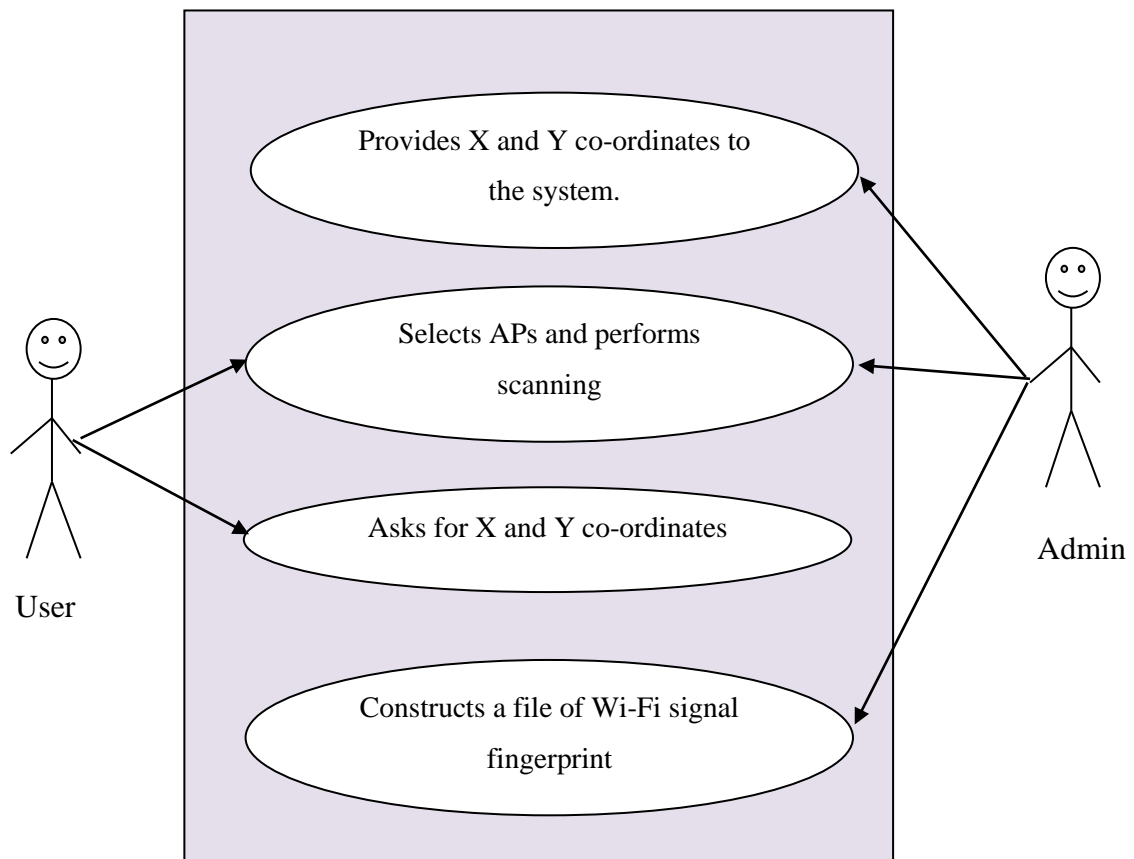 Provides X and Y co-ordinates to
the system.
Selects APs and performs
scanning
Asks for X and Y co-ordinates
Admin
User
Constructs a file of Wi-Fi signal
fingerprint